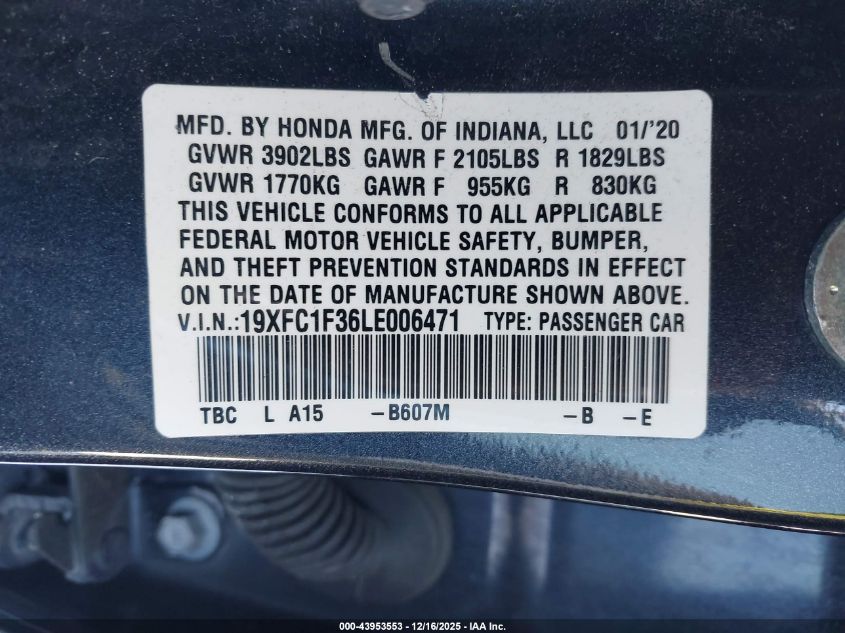 MFD. BY HONDA MFG. OF INDIANA, LLC 01/'20
GVWR 3902LBS GAWR F 2105LBS R 1829LBS
GVWR 1770KG GAWR F 955KG R 830KG
THIS VEHICLE CONFORMS TO ALL APPLICABLE
FEDERAL MOTOR VEHICLE SAFETY, BUMPER,
AND THEFT PREVENTION STANDARDS IN EFFECT
ON THE DATE OF MANUFACTURE SHOWN ABOVE.
V.I.N.:19XFC1F36LE006471 TYPE: PASSENGER CAR
TBC L A15 -B607M -B -E
000-43953553 - 12/16/2025 - IAA Inc.